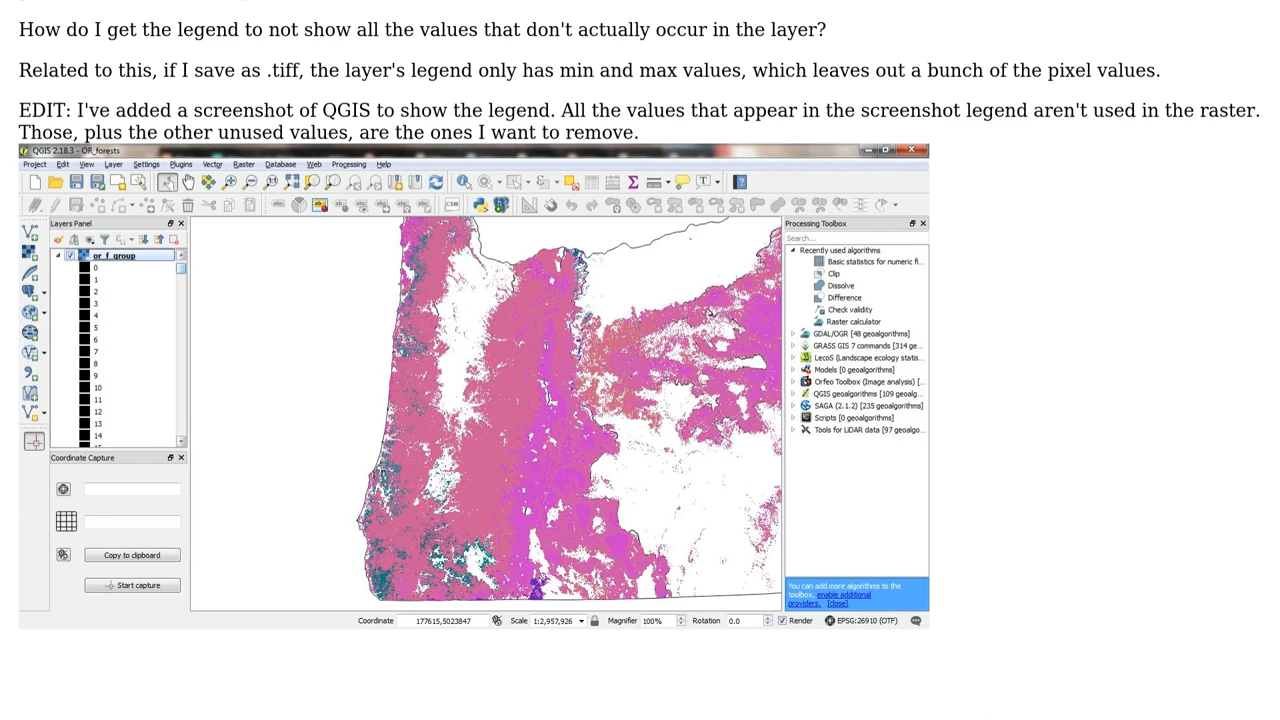 How do I get the legend to not show all the values that don't actually occur in the layer?
Related to this, if I save as .tiff, the layer's legend only has min and max values, which leaves out a bunch of the pixel values.
EDIT: I've added a screenshot of QGIS to show the legend. All the values that appear in the screenshot legend aren't used in the raster.
Those, plus the other unused values, are the ones I want to remove.
QGIS 2.18.3 - OR_forests
Project Edit View Layer Settings Plugins Vector Raster Database Web Processing Help
CSW
Layers Panel
or_f_group
0
1
2
3
4
5
6
7
8
9
10
11
12
13
14
Coordinate Capture
Copy to clipboard
Start capture
Processing Toolbox
Search...
Recently used algorithms
Basic statistics for numeric fi...
Clip
Dissolve
Difference
Check validity
Raster calculator
GDAL/OGR [48 geoalgorithms]
GRASS GIS 7 commands [314 ge...
LecoS (Landscape ecology statis...
Models [0 geoalgorithms]
Orfeo Toolbox (Image analysis) [...
QGIS geoalgorithms [109 geoalg...
SAGA (2.1.2) [235 geoalgorithms]
Scripts [0 geoalgorithms]
Tools for LiDAR data [97 geoalgo...
You can add more algorithms to the
toolbox, enable additional
providers. [close]
Coordinate 177615,5023847 Scale 1:2,957,926 Magnifier 100% Rotation 0.0 Render EPSG:26910 (OTF)